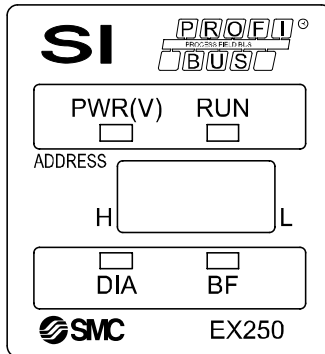 SI PROFI
PROCESS FIELD BUS
BUS
PWR(V) RUN
ADDRESS
H L
DIA BF
SMC EX250